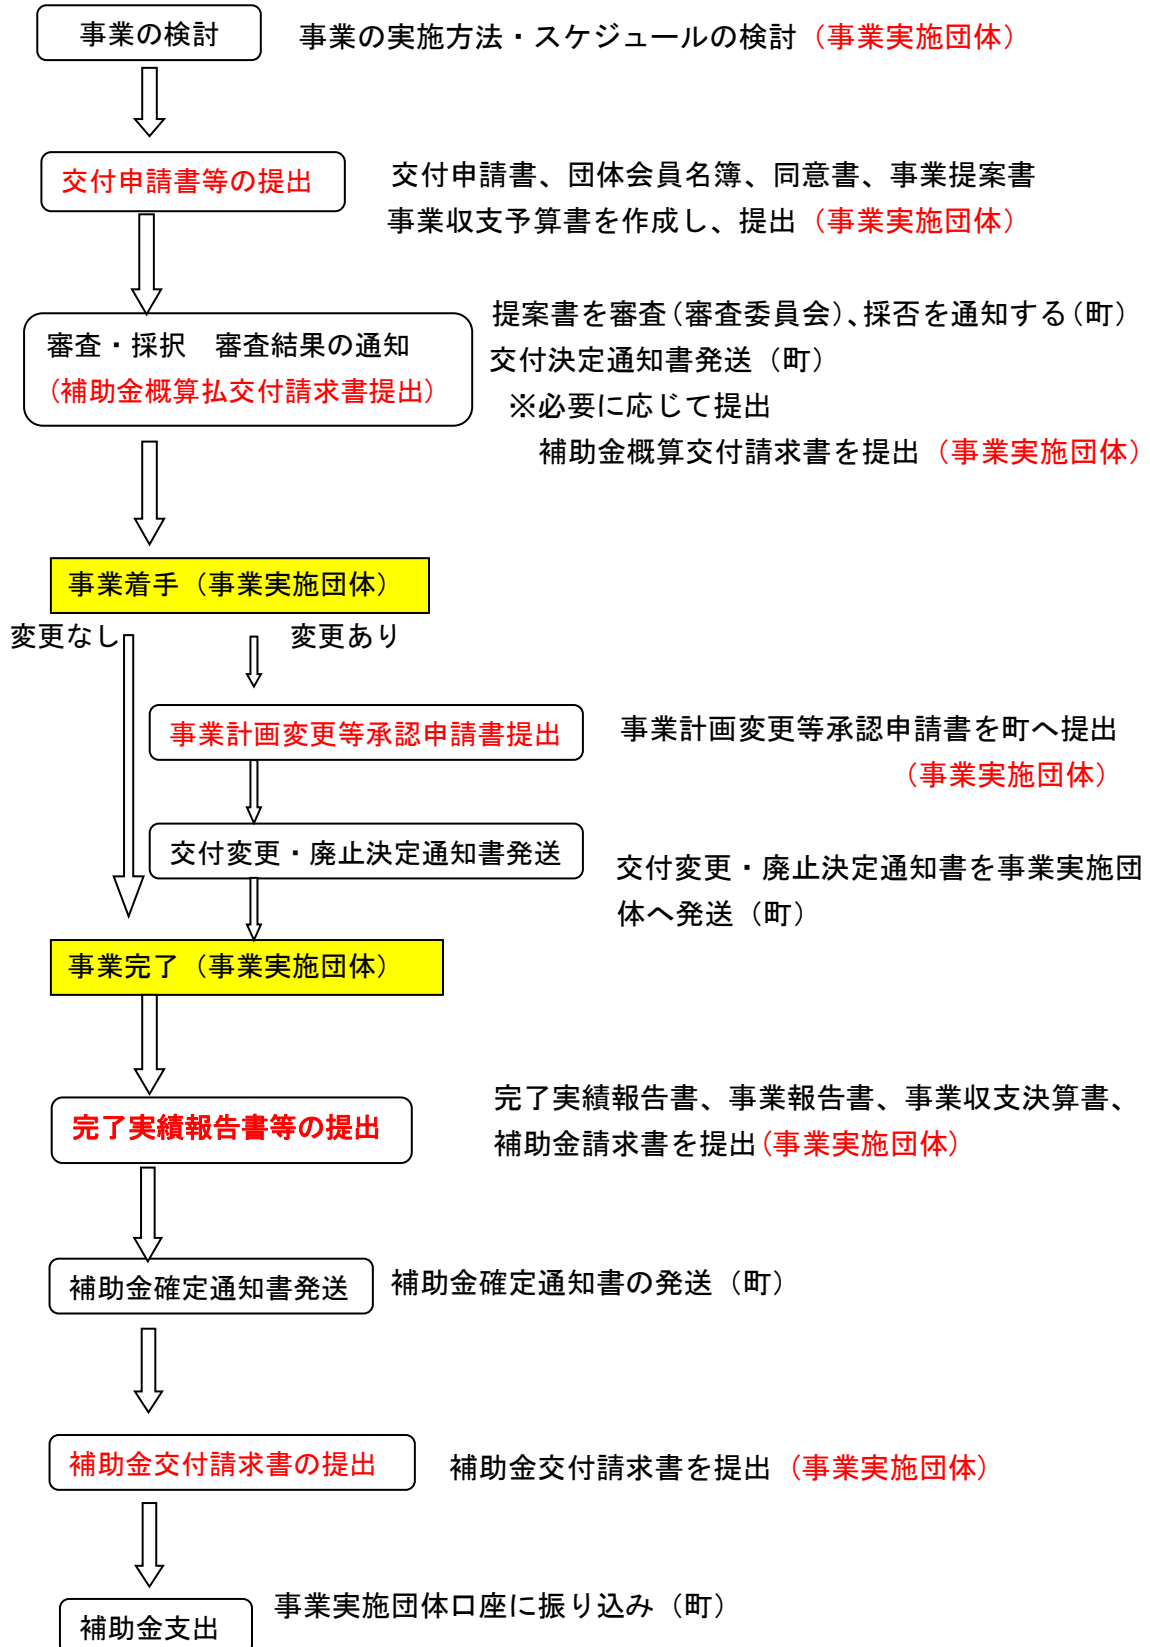 事業の検討
事業の実施方法・スケジュールの検討（事業実施団体）
交付申請書等の提出
交付申請書、団体会員名簿、同意書、事業提案書
事業収支予算書を作成し、提出（事業実施団体）
審査・採択　審査結果の通知
（補助金概算払交付請求書提出）
提案書を審査（審査委員会）、採否を通知する（町）
交付決定通知書発送（町）
※必要に応じて提出
補助金概算交付請求書を提出（事業実施団体）
事業着手（事業実施団体）
変更なし
変更あり
事業計画変更等承認申請書提出
事業計画変更等承認申請書を町へ提出
（事業実施団体）
交付変更・廃止決定通知書発送
交付変更・廃止決定通知書を事業実施団
体へ発送（町）
事業完了（事業実施団体）
完了実績報告書等の提出
完了実績報告書、事業報告書、事業収支決算書、
補助金請求書を提出（事業実施団体）
補助金確定通知書発送
補助金確定通知書の発送（町）
補助金交付請求書の提出
補助金交付請求書を提出（事業実施団体）
補助金支出
事業実施団体口座に振り込み（町）